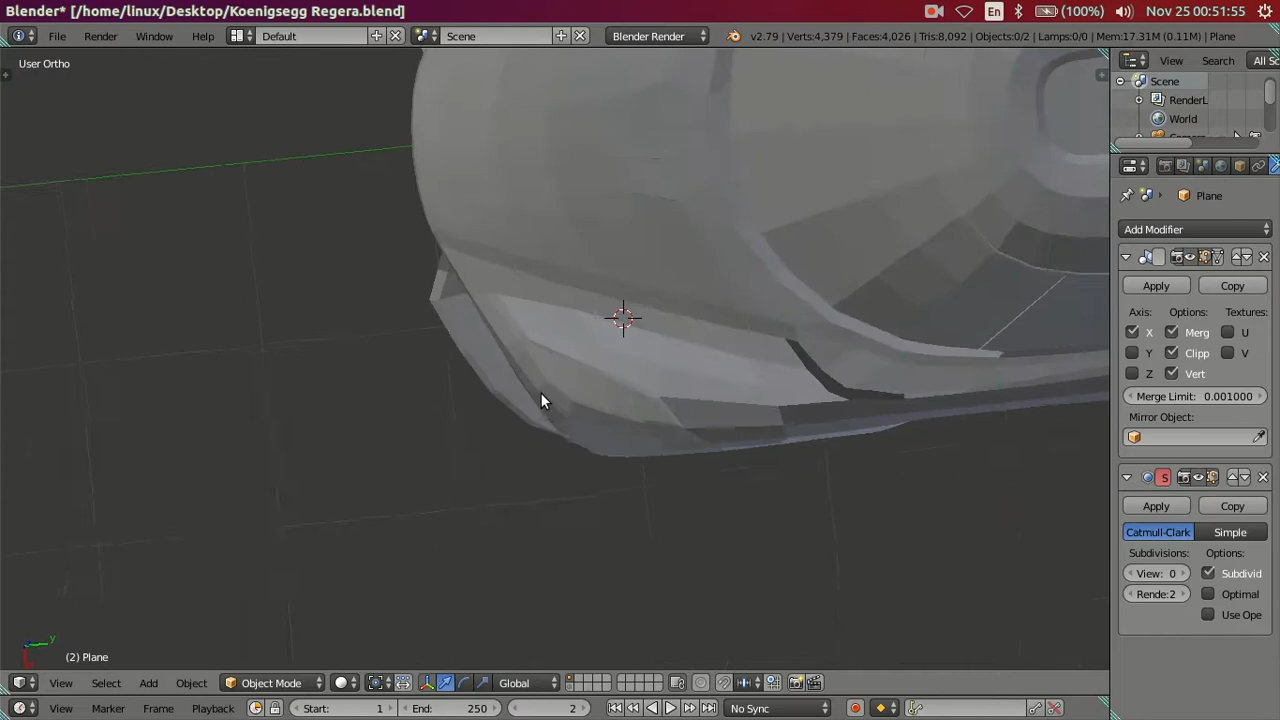 Blender* [/home/linux/Desktop/Koenigsegg Regera.blend] En (100%) Nov 25 00:51:55
File Render Window Help Default Scene Blender Render v2.79 | Verts:4,379 | Faces:4,026 | Tris:8,092 | Objects:0/2 | Lamps:0/0 | Mem:17.31M (0.11M) | Plane
User Ortho
View Search All Sc
Scene
RenderL
World
Plane
Add Modifier
Apply Copy
Axis: Options: Textures:
X Merg U
Y Clipp V
Z Vert
Merge Limit: 0.001000
Mirror Object:
S
Apply Copy
Catmull-Clark Simple
Subdivisions: Options:
View: 0 Subdivid
Rende:2 Optimal
Use Ope
y
(2) Plane
View Select Add Object Object Mode Global
View Marker Frame Playback Start: 1 End: 250 2 No Sync